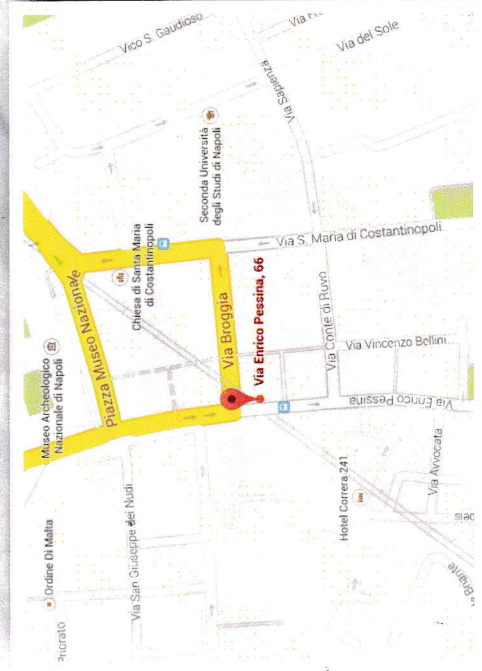 Vico S. Gaudioso
Via del Sole
Via Sapienza
Seconda Università
degli Studi di Napoli
Chiesa di Santa Maria
di Costantinopoli
Via S. Maria di Costantinopoli
Piazza Museo Nazionale
Via Broggia
Via Enrico Pessina, 66
Via Conte di Ruvo
Via Vincenzo Bellini
Museo Archeologico
Nazionale di Napoli
Via Enrico Pessina
Hotel Correra 241
Via Avvocata
Via San Giuseppe dei Nudi
Ordine Di Malta
Priorato